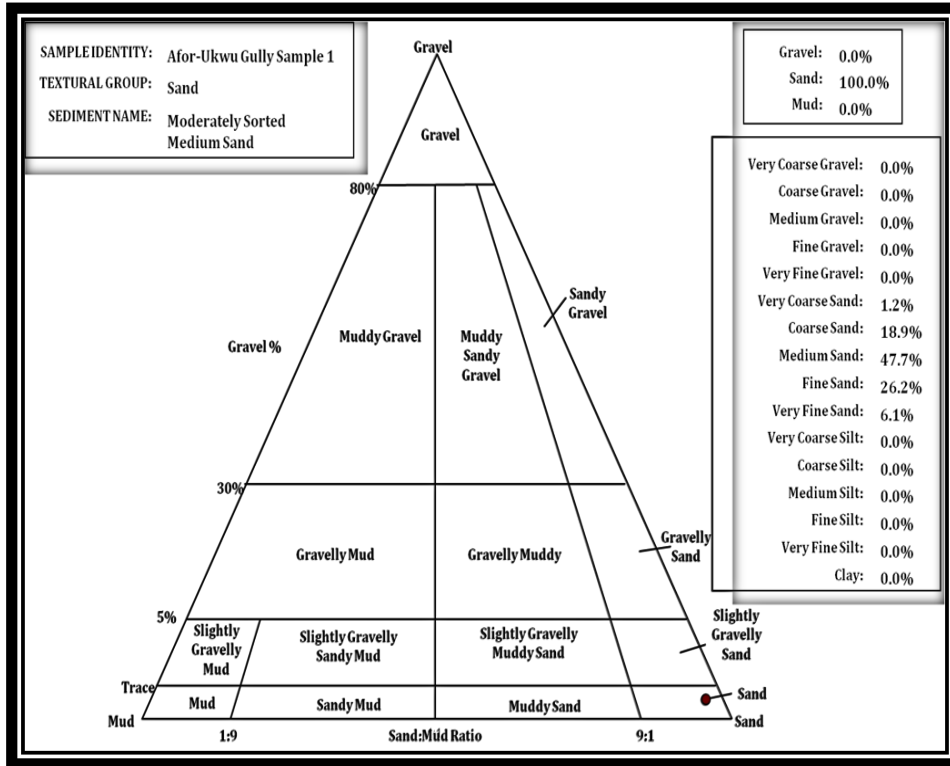 SAMPLE IDENTITY: Afor-Ukwu Gully Sample 1
TEXTURAL GROUP: Sand
SEDIMENT NAME: Moderately Sorted
Medium Sand
Gravel
Gravel
80%
Sandy
Gravel
Gravel %
Muddy Gravel
Muddy
Sandy
Gravel
30%
Gravelly Mud
Gravelly Muddy
Gravelly
Sand
5%
Slightly
Gravelly
Mud
Slightly Gravelly
Sandy Mud
Slightly Gravelly
Muddy Sand
Slightly
Gravelly
Sand
Trace
Mud
Sandy Mud
Muddy Sand
Sand
Mud
Sand
1:9
Sand:Mud Ratio
9:1
Gravel: 0.0%
Sand: 100.0%
Mud: 0.0%
Very Coarse Gravel: 0.0%
Coarse Gravel: 0.0%
Medium Gravel: 0.0%
Fine Gravel: 0.0%
Very Fine Gravel: 0.0%
Very Coarse Sand: 1.2%
Coarse Sand: 18.9%
Medium Sand: 47.7%
Fine Sand: 26.2%
Very Fine Sand: 6.1%
Very Coarse Silt: 0.0%
Coarse Silt: 0.0%
Medium Silt: 0.0%
Fine Silt: 0.0%
Very Fine Silt: 0.0%
Clay: 0.0%